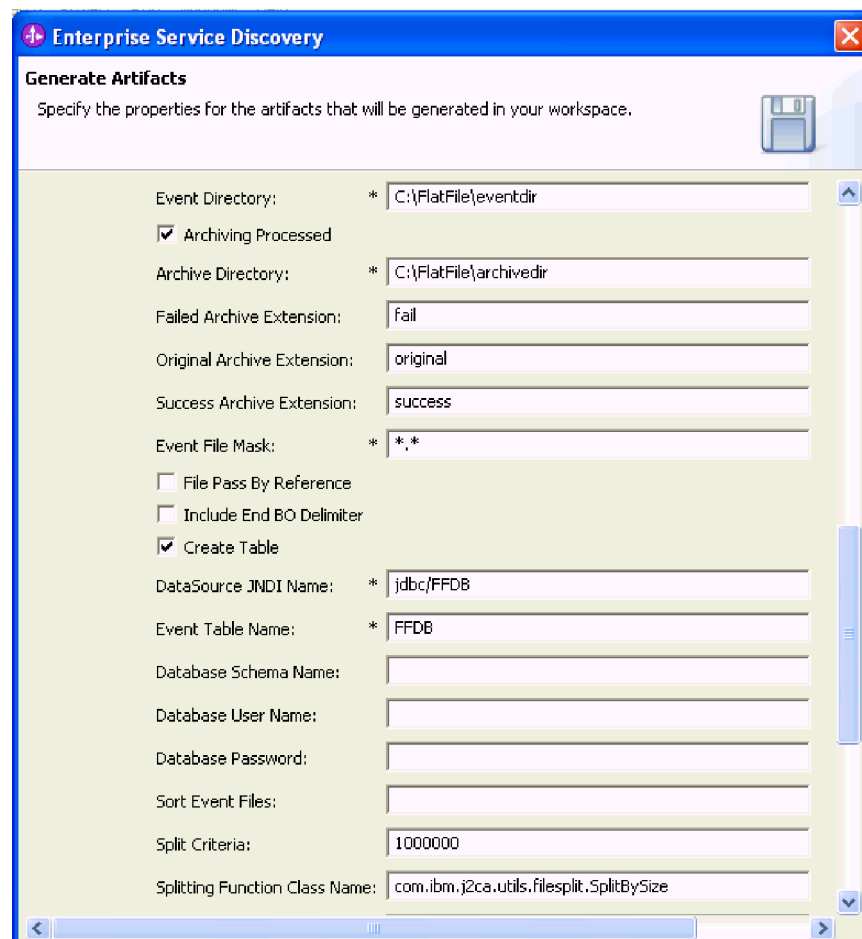 Enterprise Service Discovery
Generate Artifacts
Specify the properties for the artifacts that will be generated in your workspace.
Event Directory: * C:\FlatFile\eventdir
Archiving Processed
Archive Directory: * C:\FlatFile\archivedir
Failed Archive Extension: fail
Original Archive Extension: original
Success Archive Extension: success
Event File Mask: * *.*
File Pass By Reference
Include End BO Delimiter
Create Table
DataSource JNDI Name: * jdbc/FFDB
Event Table Name: * FFDB
Database Schema Name:
Database User Name:
Database Password:
Sort Event Files:
Split Criteria: 1000000
Splitting Function Class Name: com.ibm.j2ca.utils.filesplit.SplitBySize